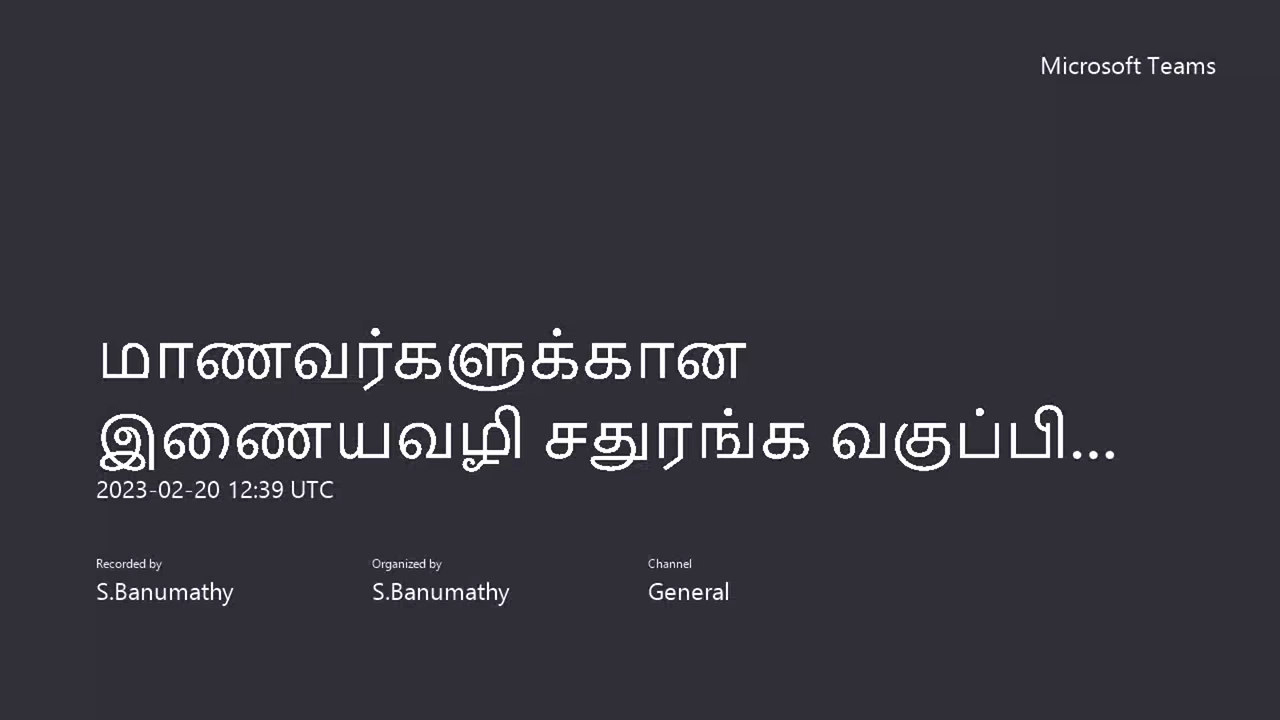 Microsoft Teams
மாணவர்களுக்கான
இணையவழி சதுரங்க வகுப்பி...
2023-02-20 12:39 UTC
Recorded by Organized by Channel
S.Banumathy S.Banumathy General